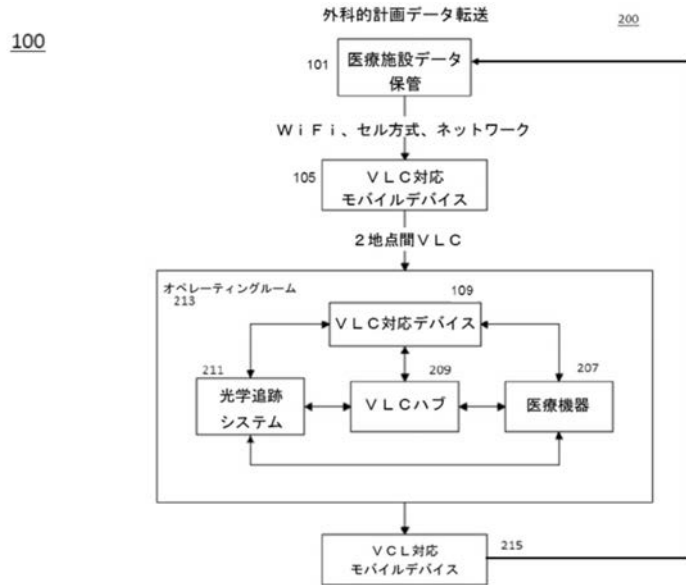 外科的計画データ転送
200
100
101
医療施設データ
保管
ＷｉＦｉ、セル方式、ネットワーク
105
ＶＬＣ対応
モバイルデバイス
２地点間ＶＬＣ
オペレーティングルーム
213
109
ＶＬＣ対応デバイス
211
209
207
光学追跡
システム
ＶＬＣハブ
医療機器
ＶＣＬ対応
モバイルデバイス
215